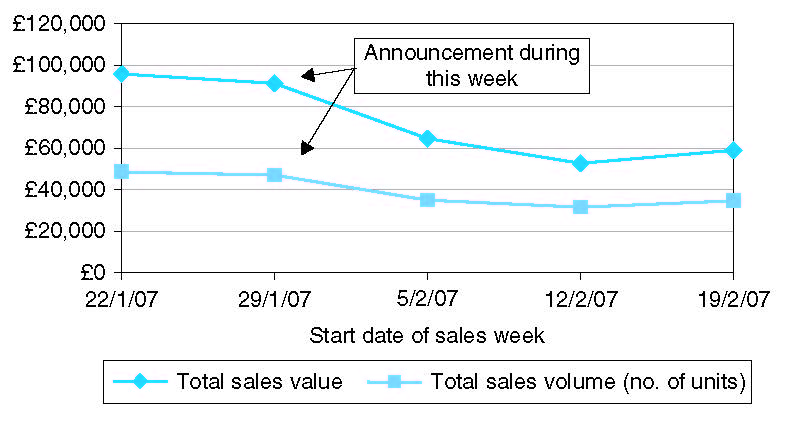 £120,000
£100,000
£80,000
£60,000
£40,000
£20,000
£0
Announcement during
this week
22/1/07 29/1/07 5/2/07 12/2/07 19/2/07
Start date of sales week
Total sales value Total sales volume (no. of units)